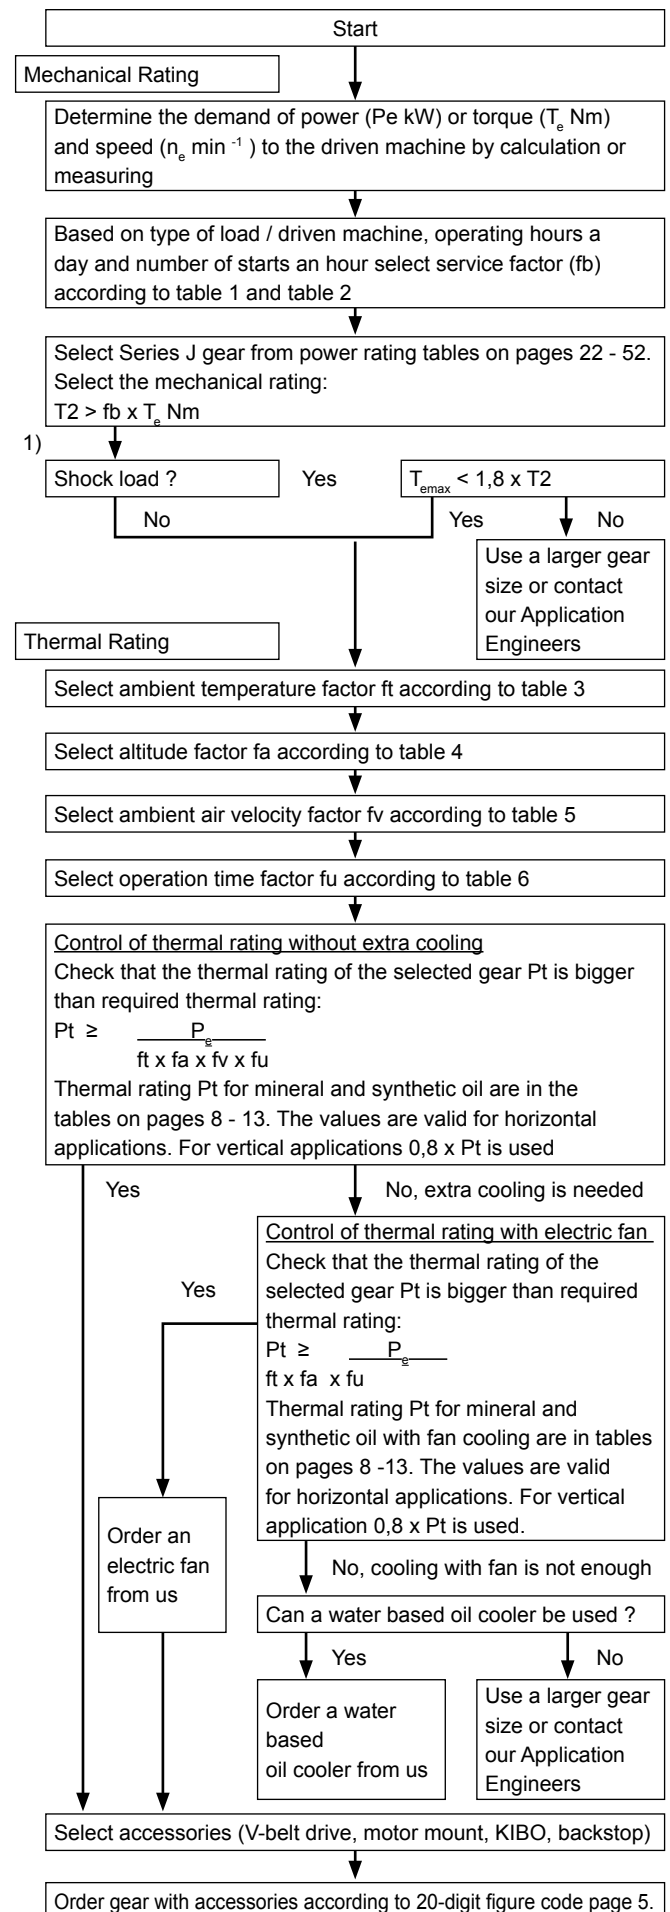 Start
Mechanical Rating
Determine the demand of power (Pe kW) or torque (Te Nm)
and speed (ne min -1 ) to the driven machine by calculation or
measuring
Based on type of load / driven machine, operating hours a
day and number of starts an hour select service factor (fb)
according to table 1 and table 2
Select Series J gear from power rating tables on pages 22 - 52.
Select the mechanical rating:
T2 > fb x Te Nm
1)
Shock load ?
Yes
Temax < 1,8 x T2
No
Yes
No
Use a larger gear
size or contact
our Application
Engineers
Thermal Rating
Select ambient temperature factor ft according to table 3
Select altitude factor fa according to table 4
Select ambient air velocity factor fv according to table 5
Select operation time factor fu according to table 6
Control of thermal rating without extra cooling
Check that the thermal rating of the selected gear Pt is bigger
than required thermal rating:
Pt ≥ Pe
ft x fa x fv x fu
Thermal rating Pt for mineral and synthetic oil are in the
tables on pages 8 - 13. The values are valid for horizontal
applications. For vertical applications 0,8 x Pt is used
Yes
No, extra cooling is needed
Control of thermal rating with electric fan
Check that the thermal rating of the
selected gear Pt is bigger than required
thermal rating:
Pt ≥ Pe
ft x fa x fu
Thermal rating Pt for mineral and
synthetic oil with fan cooling are in tables
on pages 8 -13. The values are valid
for horizontal applications. For vertical
application 0,8 x Pt is used.
Yes
Order an
electric fan
from us
No, cooling with fan is not enough
Can a water based oil cooler be used ?
Yes
No
Order a water
based
oil cooler from us
Use a larger gear
size or contact
our Application
Engineers
Select accessories (V-belt drive, motor mount, KIBO, backstop)
Order gear with accessories according to 20-digit figure code page 5.